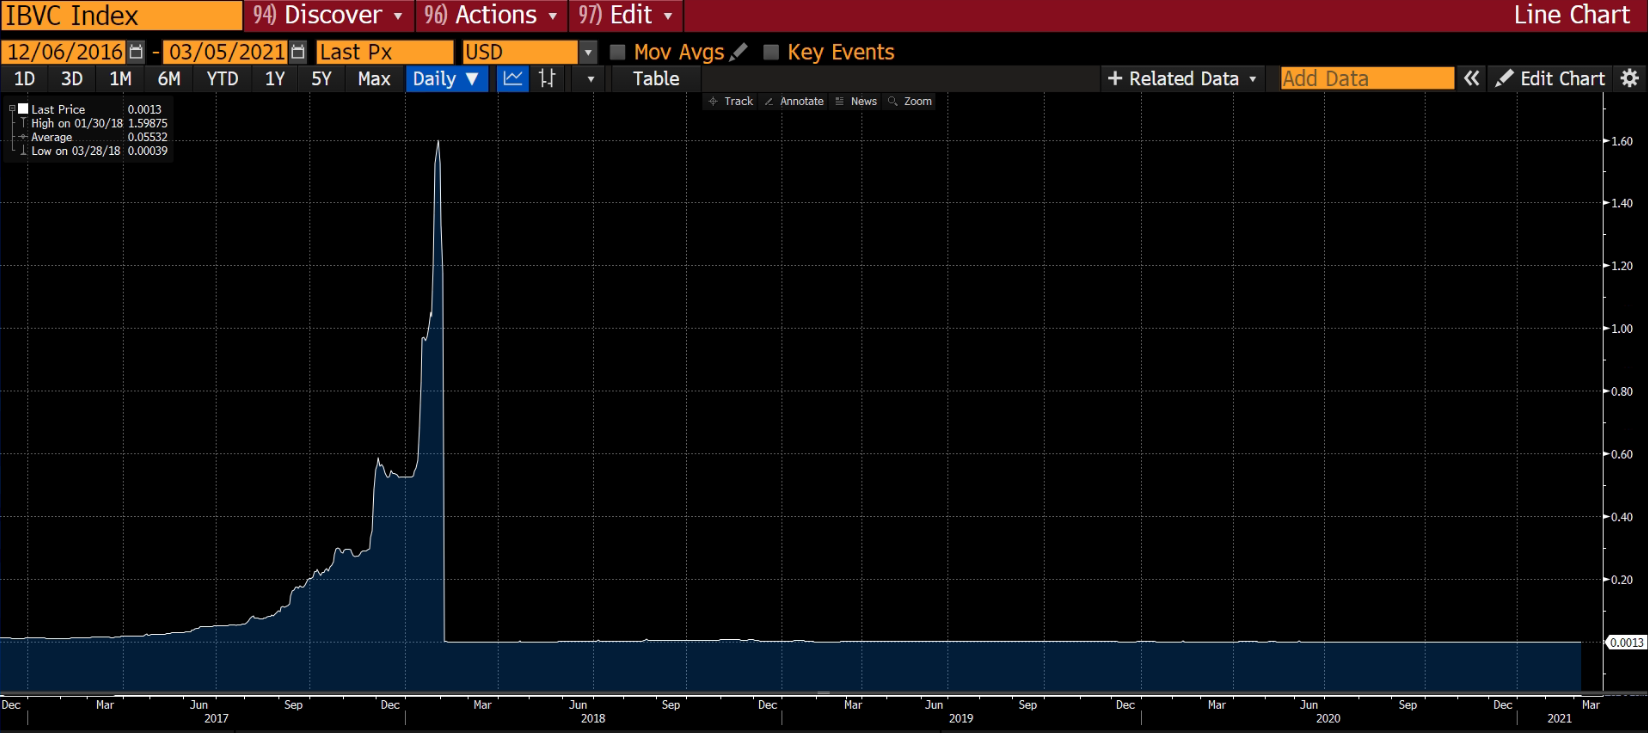 IBVC Index 94) Discover 96) Actions 97) Edit Line Chart
12/06/2016 - 03/05/2021 Last Px USD Mov Avgs Key Events
1D 3D 1M 6M YTD 1Y 5Y Max Daily ▼ Table + Related Data Add Data « Edit Chart
Track Annotate News Zoom
Last Price 0.0013
High on 01/30/18 1.59875
Average 0.05532
Low on 03/28/18 0.00039
1.60
1.40
1.20
1.00
0.80
0.60
0.40
0.20
0.0013
Dec Mar Jun Sep Dec Mar Jun Sep Dec Mar Jun Sep Dec Mar Jun Sep Dec Mar
2017 2018 2019 2020 2021